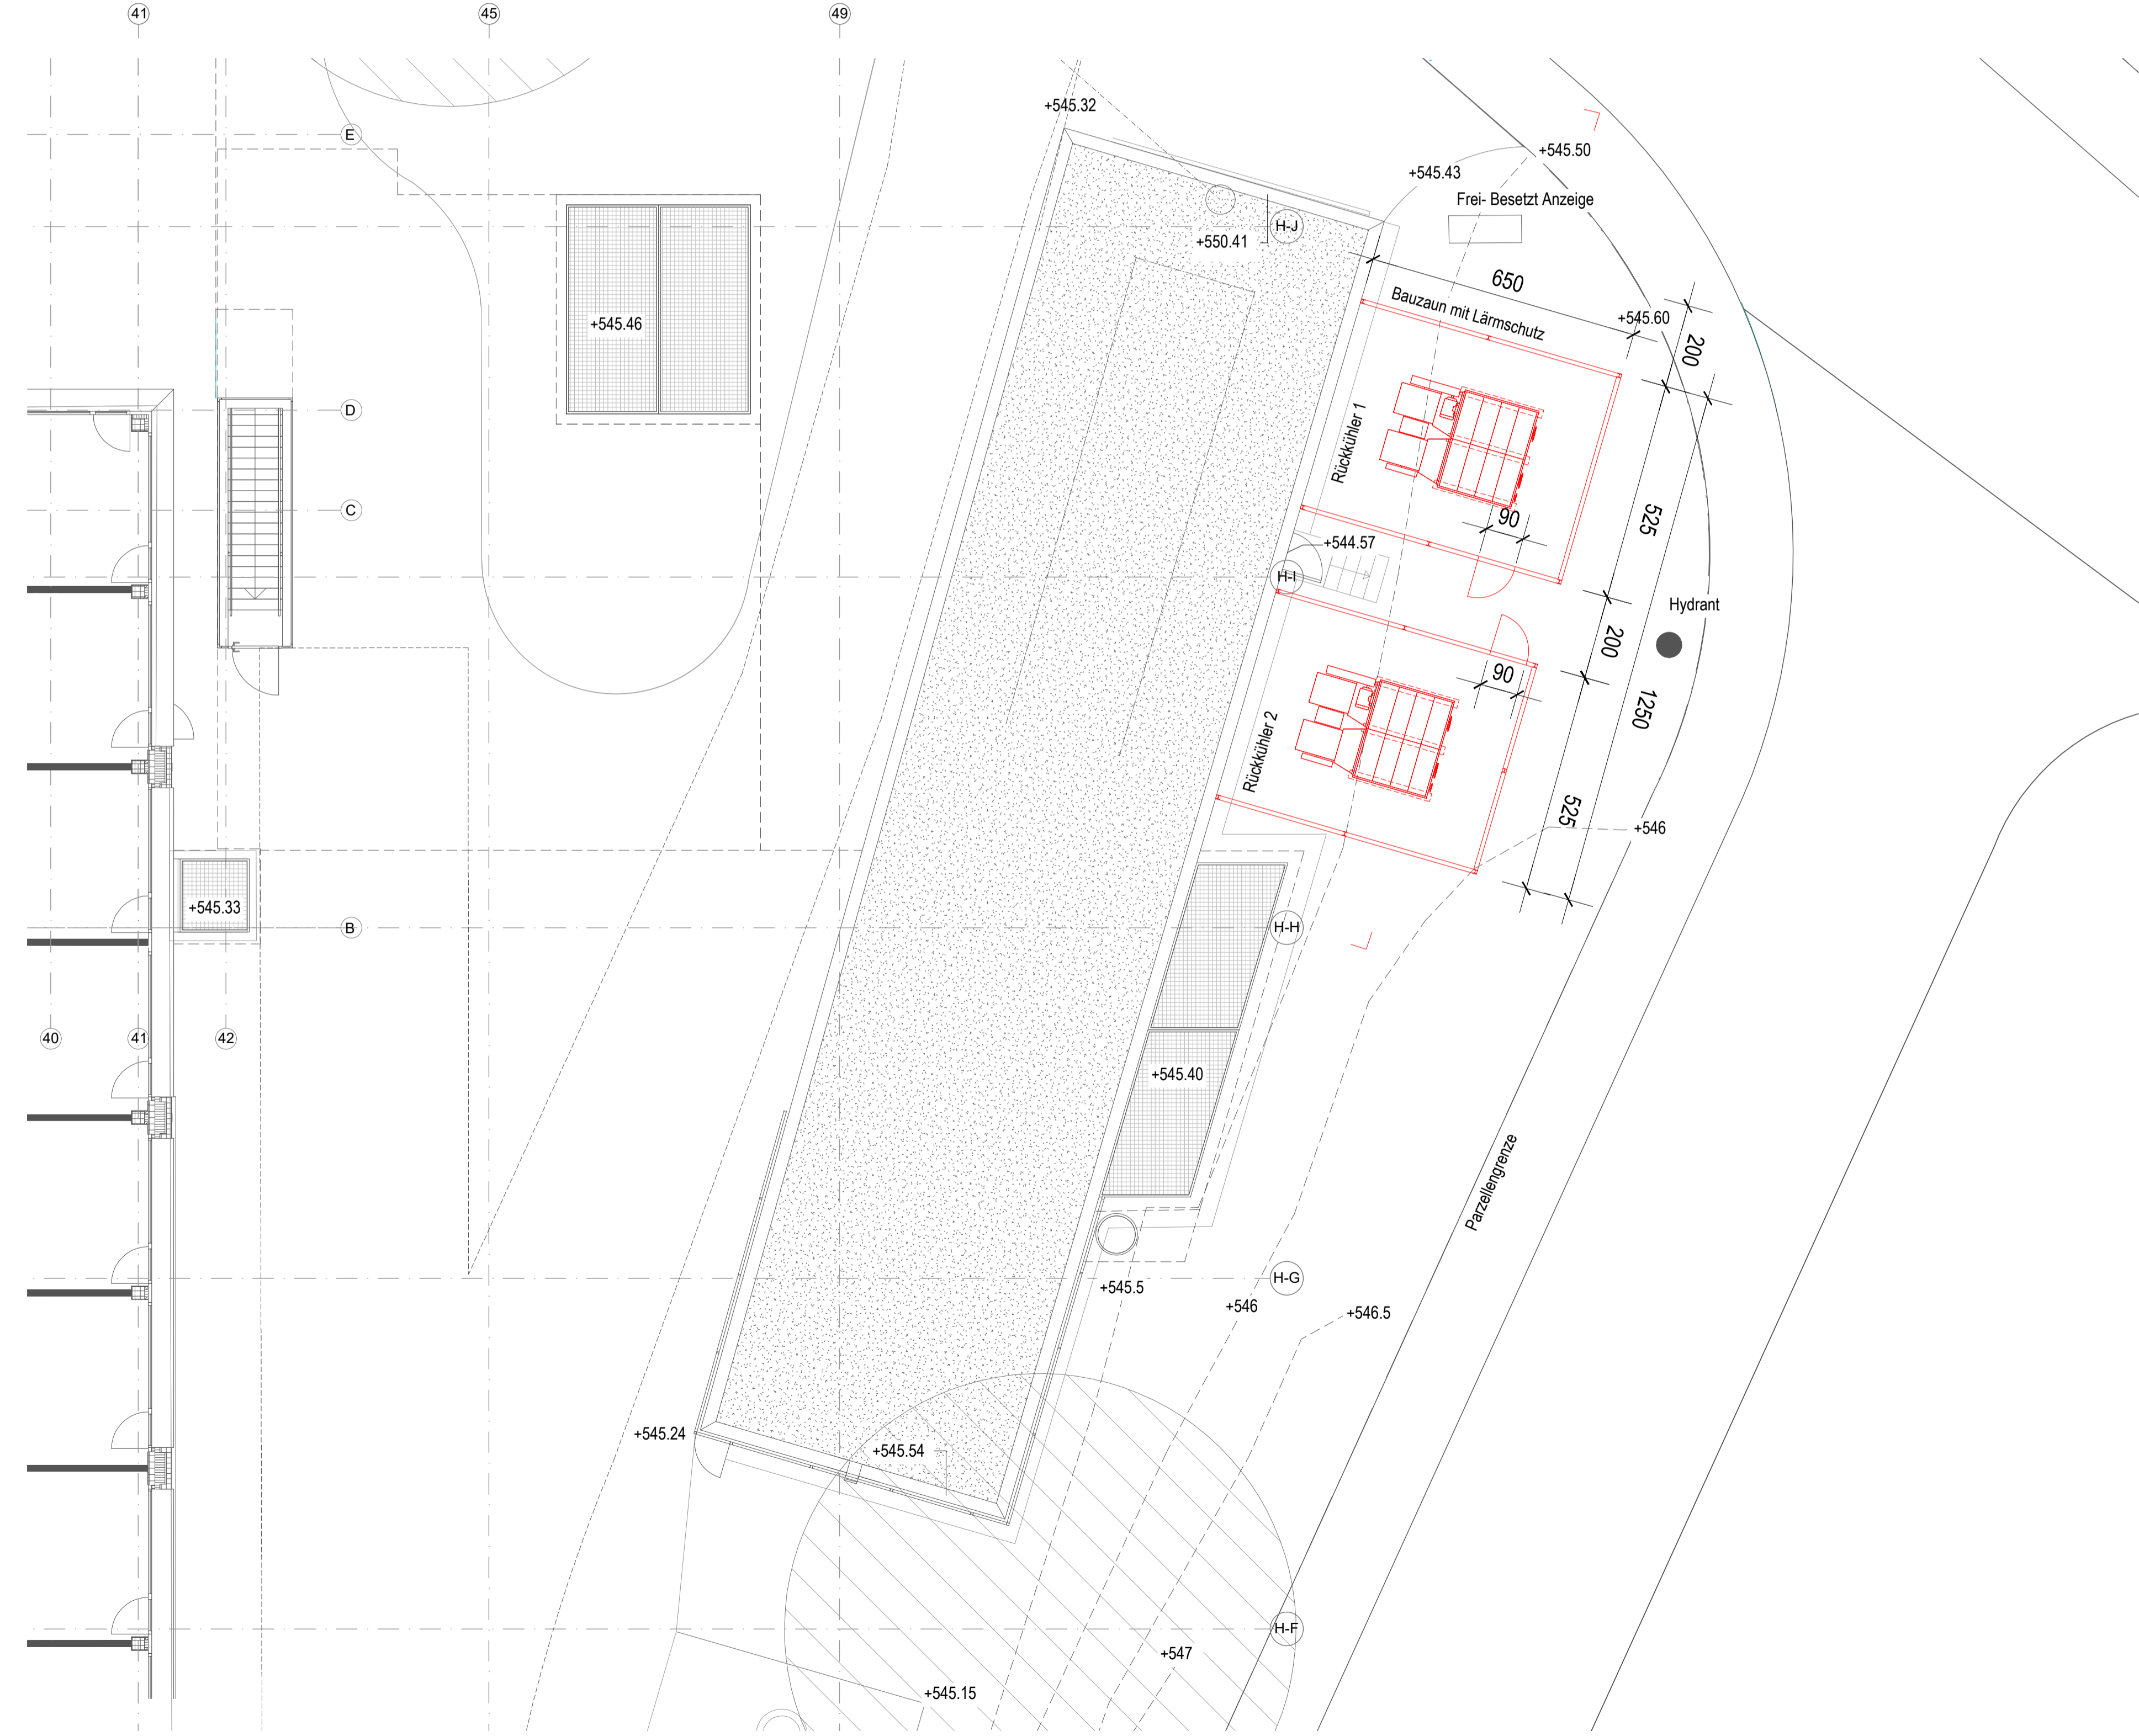 41
45
49
+545.32
E
+545.50
+545.43
Frei- Besetzt Anzeige
H-J
+550.41
650
Bauzaun mit Lärmschutz
+545.60
+545.46
200
D
Rückkühler 1
C
90
525
+544.57
H-I
Hydrant
200
90
1250
Rückkühler 2
525
+546
+545.33
B
H-H
40
41
42
+545.40
Parzellengrenze
H-G
+545.5
+546
+546.5
+545.24
+545.54
H-F
+547
+545.15